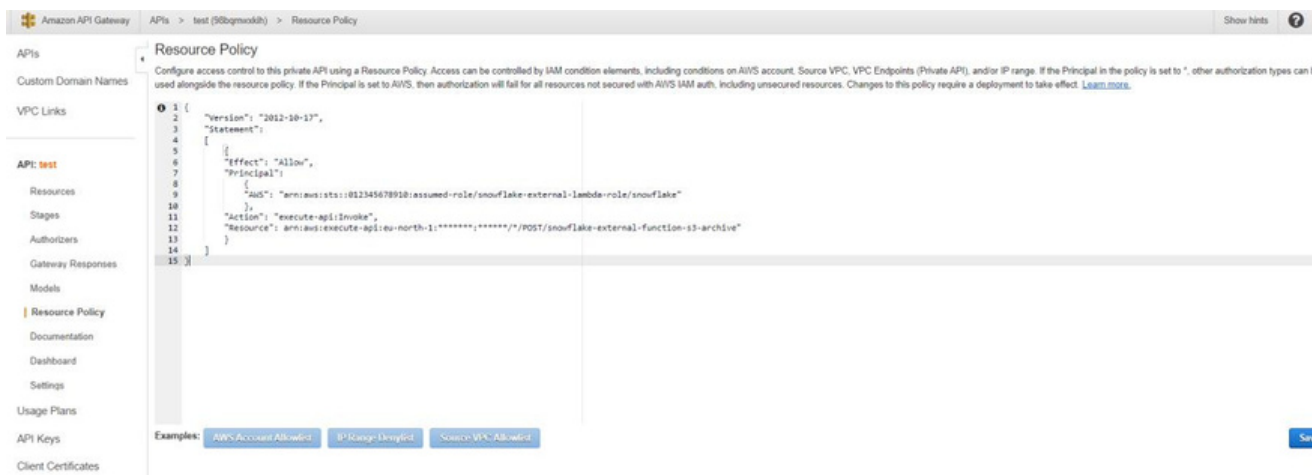 Amazon API Gateway APIs > test (98bqmwxklh) > Resource Policy Show hints ?
APIs
Custom Domain Names
VPC Links
API: test
Resources
Stages
Authorizers
Gateway Responses
Models
Resource Policy
Documentation
Dashboard
Settings
Usage Plans
API Keys
Client Certificates
Resource Policy
Configure access control to this private API using a Resource Policy. Access can be controlled by IAM condition elements, including conditions on AWS account, Source VPC, VPC Endpoints (Private API), and/or IP range. If the Principal in the policy is set to *, other authorization types can
used alongside the resource policy. If the Principal is set to AWS, then authorization will fail for all resources not secured with AWS IAM auth, including unsecured resources. Changes to this policy require a deployment to take effect. Learn more.
1 {
2 "Version": "2012-10-17",
3 "Statement":
4 [
5 {
6 "Effect": "Allow",
7 "Principal":
8 {
9 "AWS": "arn:aws:sts::012345678910:assumed-role/snowflake-external-lambda-role/snowflake"
10 },
11 "Action": "execute-api:Invoke",
12 "Resource": arn:aws:execute-api:eu-north-1:*******:******/*/POST/snowflake-external-function-s3-archive"
13 }
14 ]
15 }
Examples: AWS Account Allowlist IP Range Denylist Source VPC Allowlist